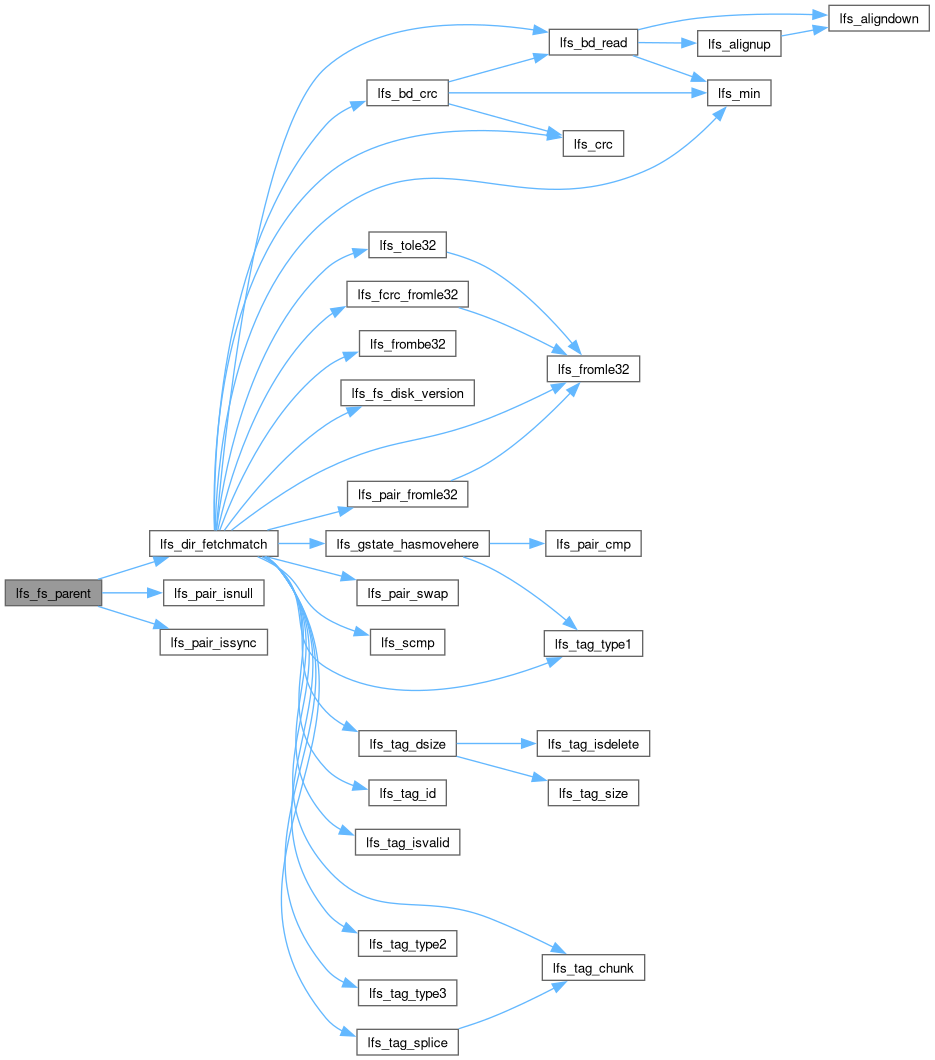 lfs_aligndown
lfs_bd_read
lfs_alignup
lfs_bd_crc
lfs_min
lfs_crc
lfs_tole32
lfs_fcrc_fromle32
lfs_frombe32
lfs_fromle32
lfs_fs_disk_version
lfs_pair_fromle32
lfs_dir_fetchmatch
lfs_gstate_hasmovehere
lfs_pair_cmp
lfs_fs_parent
lfs_pair_isnull
lfs_pair_swap
lfs_pair_issync
lfs_scmp
lfs_tag_type1
lfs_tag_dsize
lfs_tag_isdelete
lfs_tag_id
lfs_tag_size
lfs_tag_isvalid
lfs_tag_type2
lfs_tag_chunk
lfs_tag_type3
lfs_tag_splice